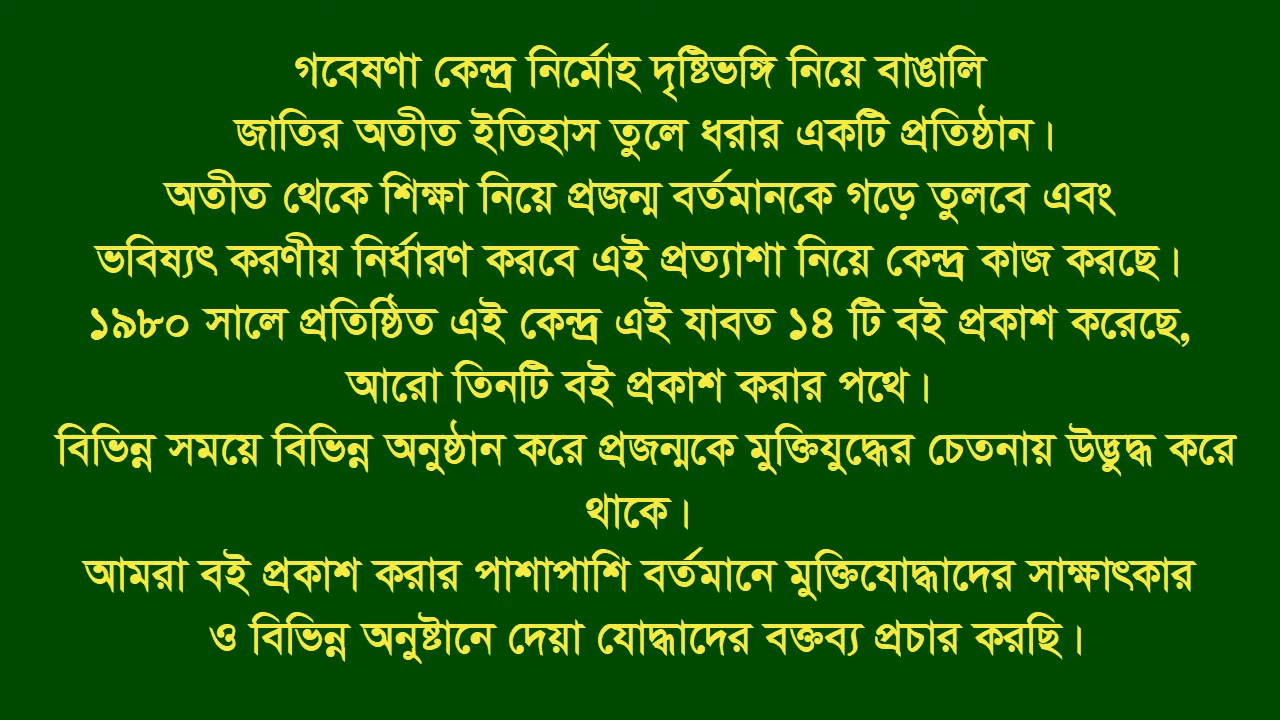 গবেষণা কেন্দ্র নির্মোহ দৃষ্টিভঙ্গি নিয়ে বাঙালি
জাতির অতীত ইতিহাস তুলে ধরার একটি প্রতিষ্ঠান।
অতীত থেকে শিক্ষা নিয়ে প্রজন্ম বর্তমানকে গড়ে তুলবে এবং
ভবিষ্যৎ করণীয় নির্ধারণ করবে এই প্রত্যাশা নিয়ে কেন্দ্র কাজ করছে।
১৯৮০ সালে প্রতিষ্ঠিত এই কেন্দ্র এই যাবত ১৪ টি বই প্রকাশ করেছে,
আরো তিনটি বই প্রকাশ করার পথে।
বিভিন্ন সময়ে বিভিন্ন অনুষ্ঠান করে প্রজন্মকে মুক্তিযুদ্ধের চেতনায় উদ্ভুদ্ধ করে
থাকে।
আমরা বই প্রকাশ করার পাশাপাশি বর্তমানে মুক্তিযোদ্ধাদের সাক্ষাৎকার
ও বিভিন্ন অনুষ্টানে দেয়া যোদ্ধাদের বক্তব্য প্রচার করছি।